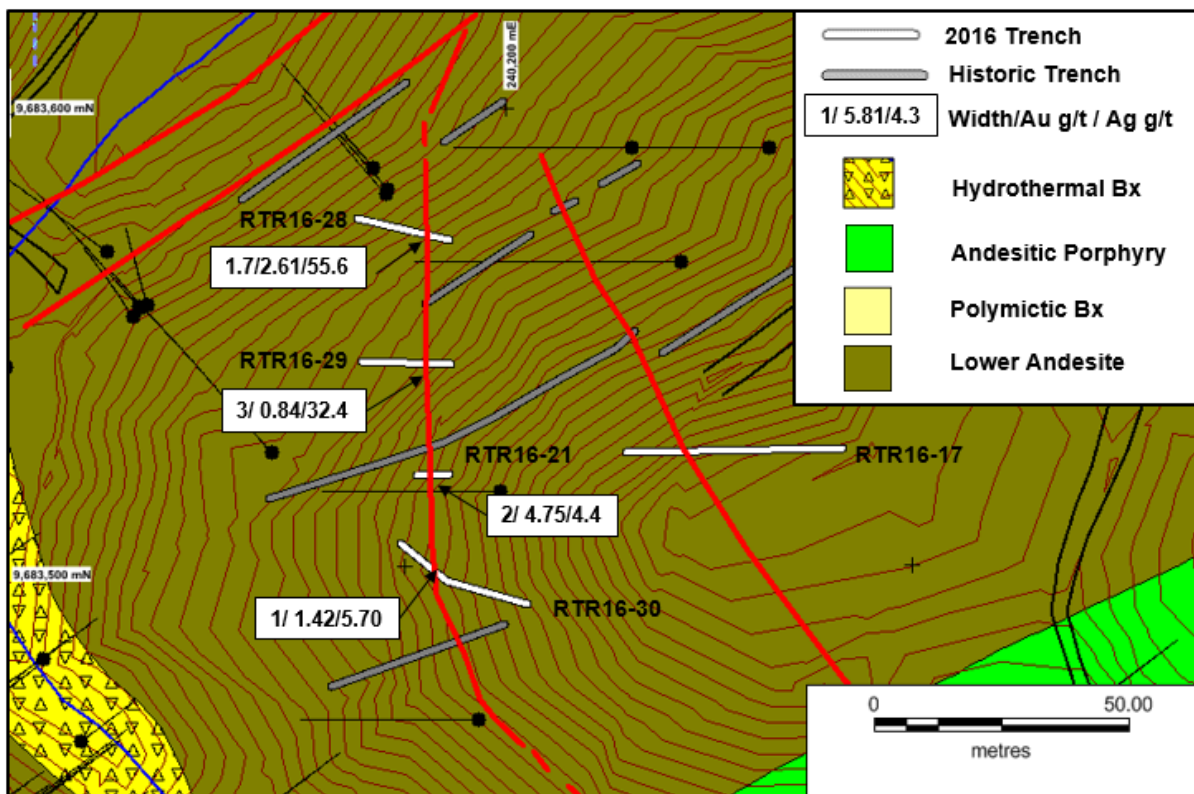 240,200 mE
9,683,600 mN
2016 Trench
Historic Trench
1/ 5.81/4.3
Width/Au g/t / Ag g/t
Hydrothermal Bx
Andesitic Porphyry
Polymictic Bx
Lower Andesite
RTR16-28
1.7/2.61/55.6
RTR16-29
3/ 0.84/32.4
RTR16-21
RTR16-17
2/ 4.75/4.4
9,683,500 mN
1/ 1.42/5.70
RTR16-30
0
50.00
metres